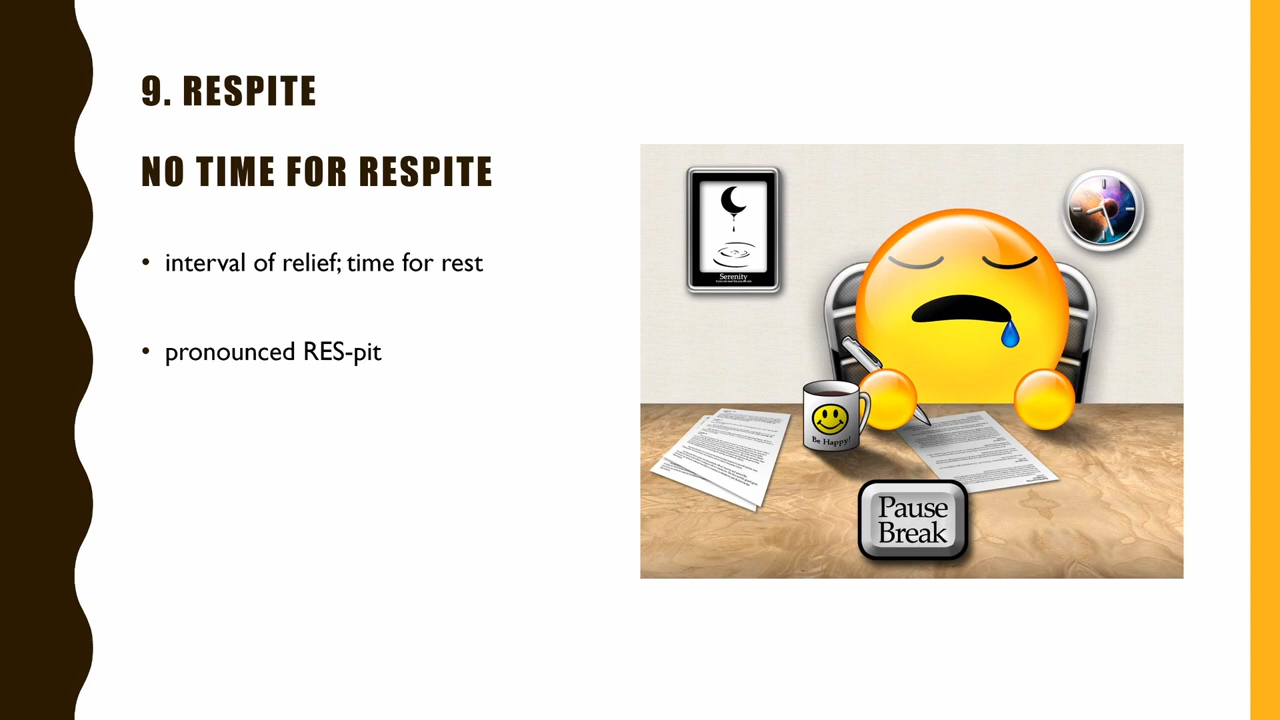 9. RESPITE
NO TIME FOR RESPITE
• interval of relief; time for rest
• pronounced RES-pit
Serenity
Be Happy!
Pause
Break